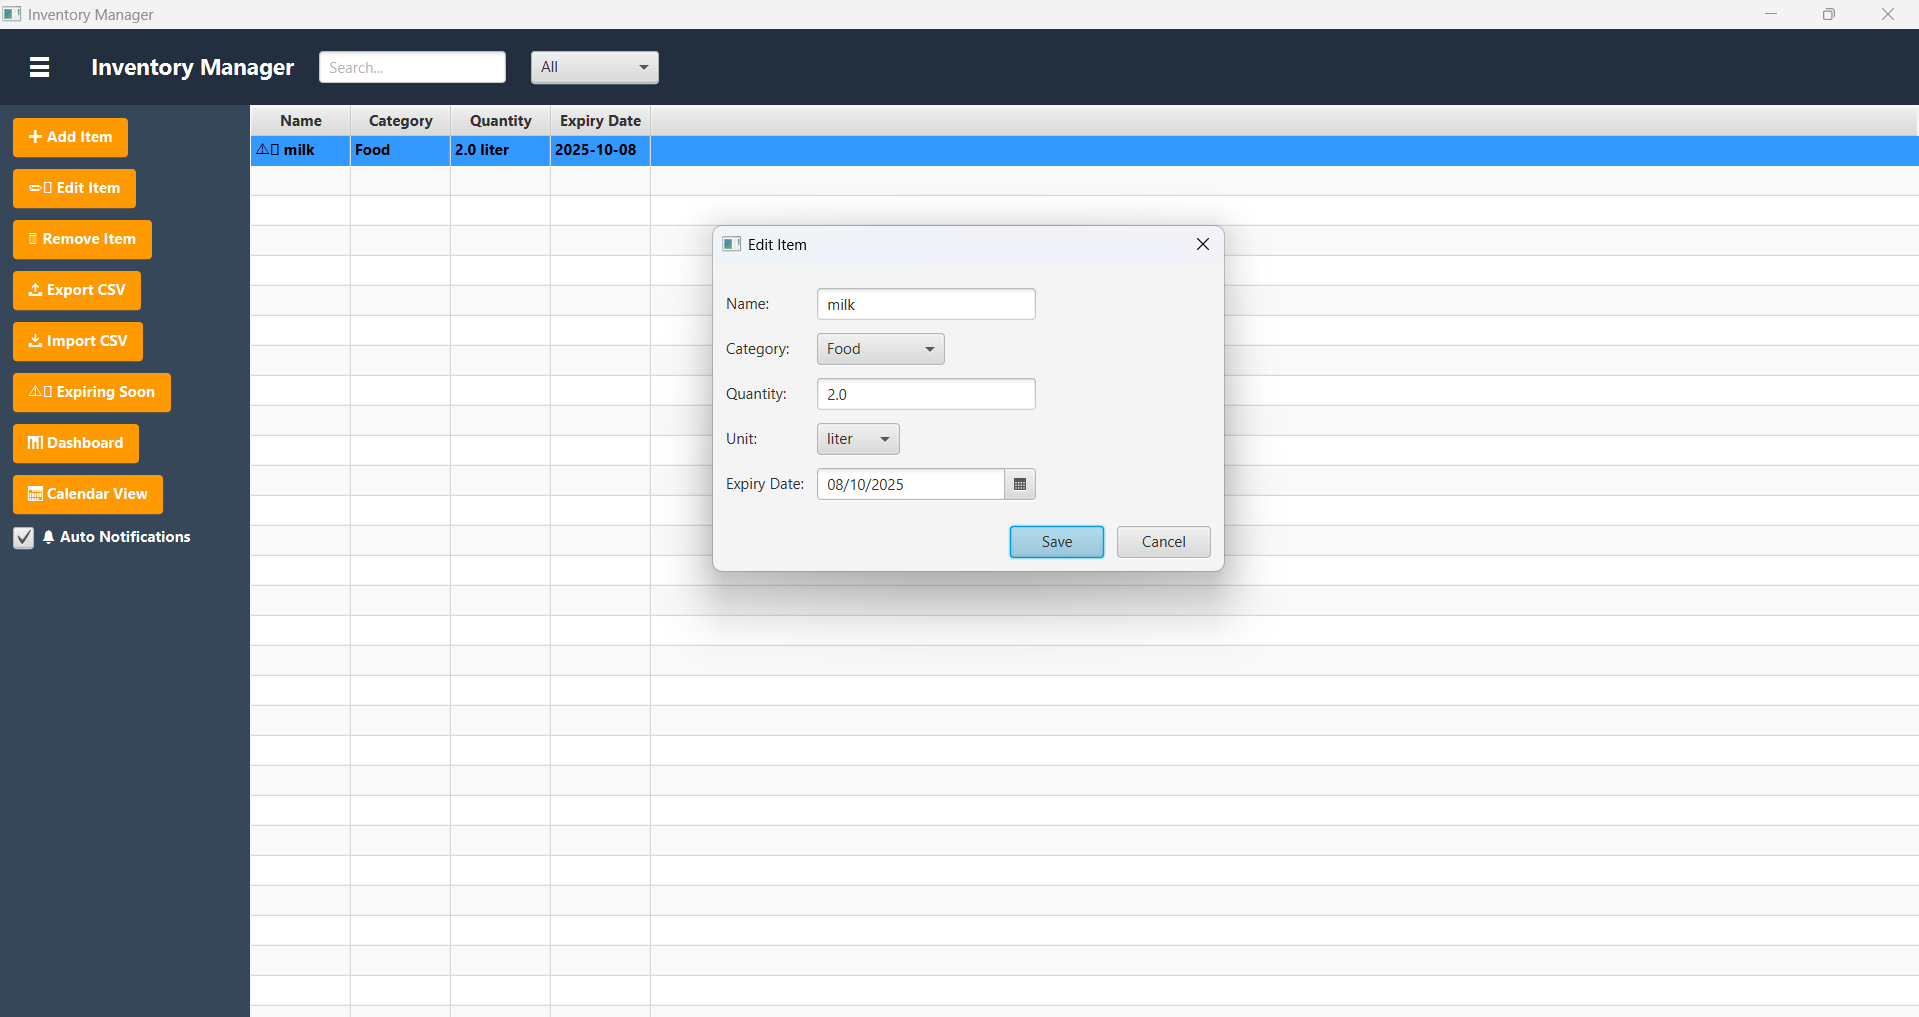 Inventory Manager
Inventory Manager
Search...
All
Add Item
Edit Item
Remove Item
Export CSV
Import CSV
Expiring Soon
Dashboard
Calendar View
Auto Notifications
Name Category Quantity Expiry Date
⚠ milk Food 2.0 liter 2025-10-08
Edit Item
Name: milk
Category: Food
Quantity: 2.0
Unit: liter
Expiry Date: 08/10/2025
Save Cancel